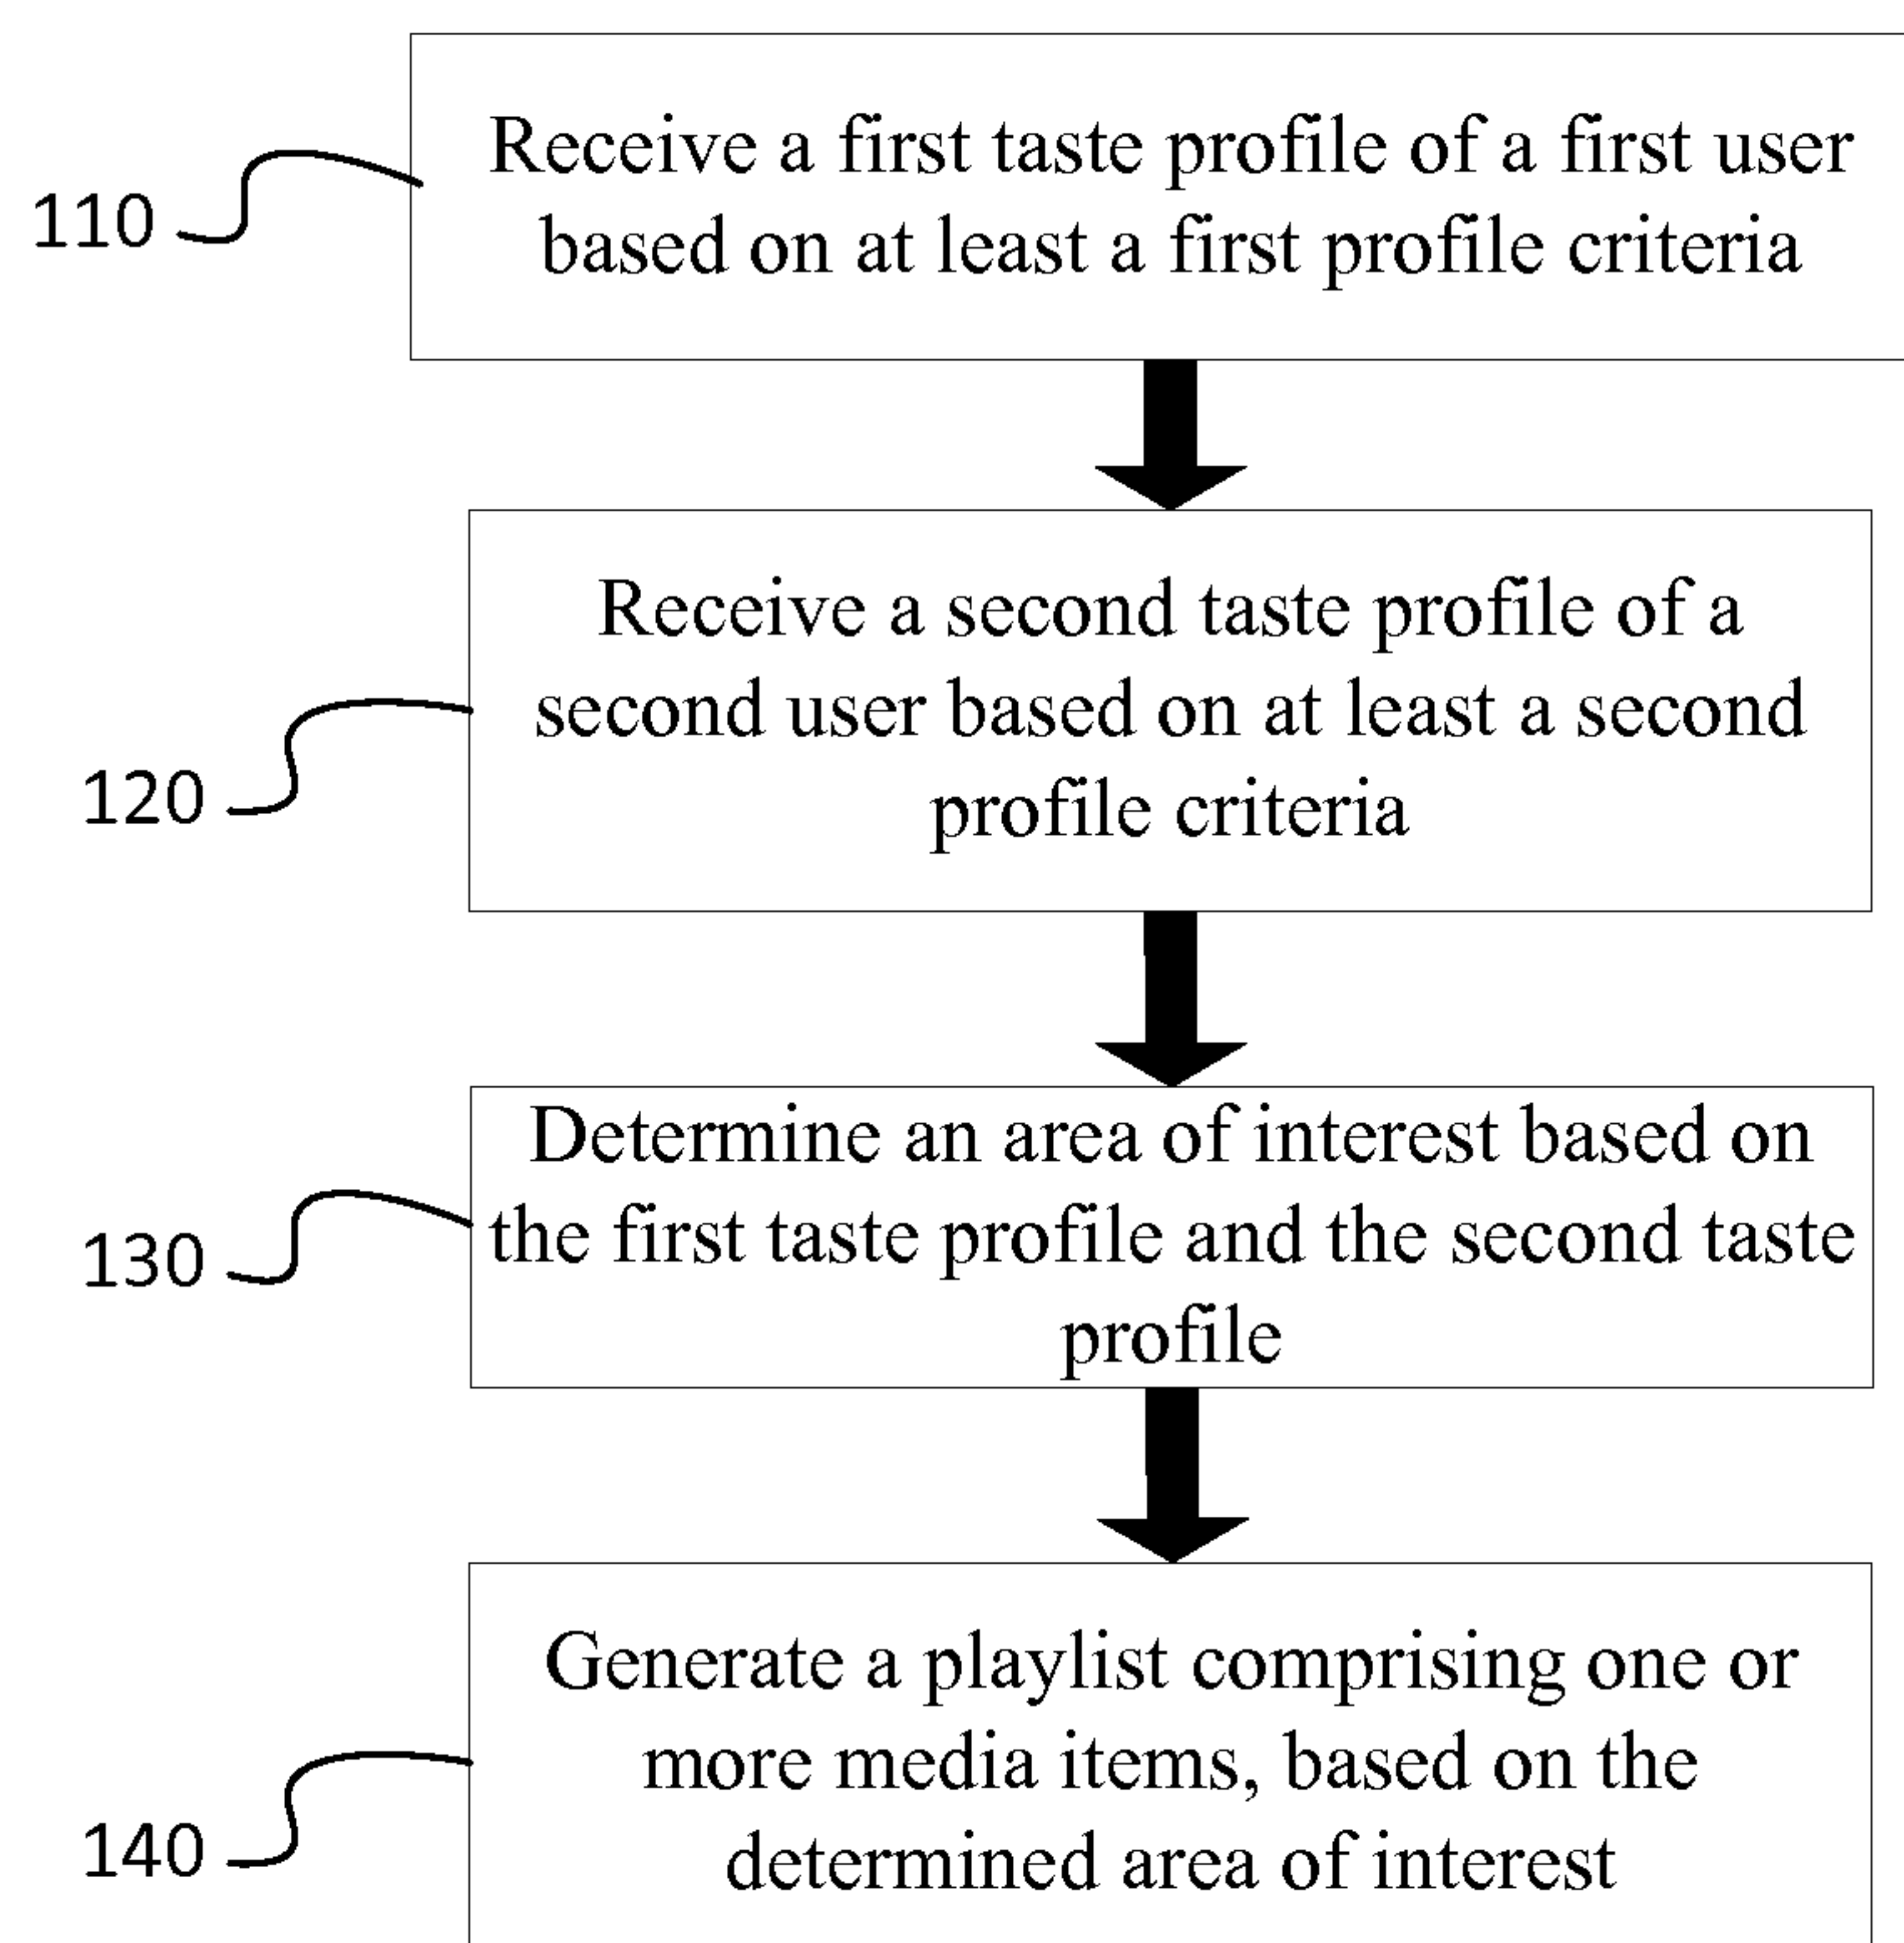 Receive a first taste profile of a first user
based on at least a first profile criteria
110
Receive a second taste profile of a
second user based on at least a second
profile criteria
120
Determine an area of interest based on
the first taste profile and the second taste
profile
130
Generate a playlist comprising one or
more media items, based on the
determined area of interest
140